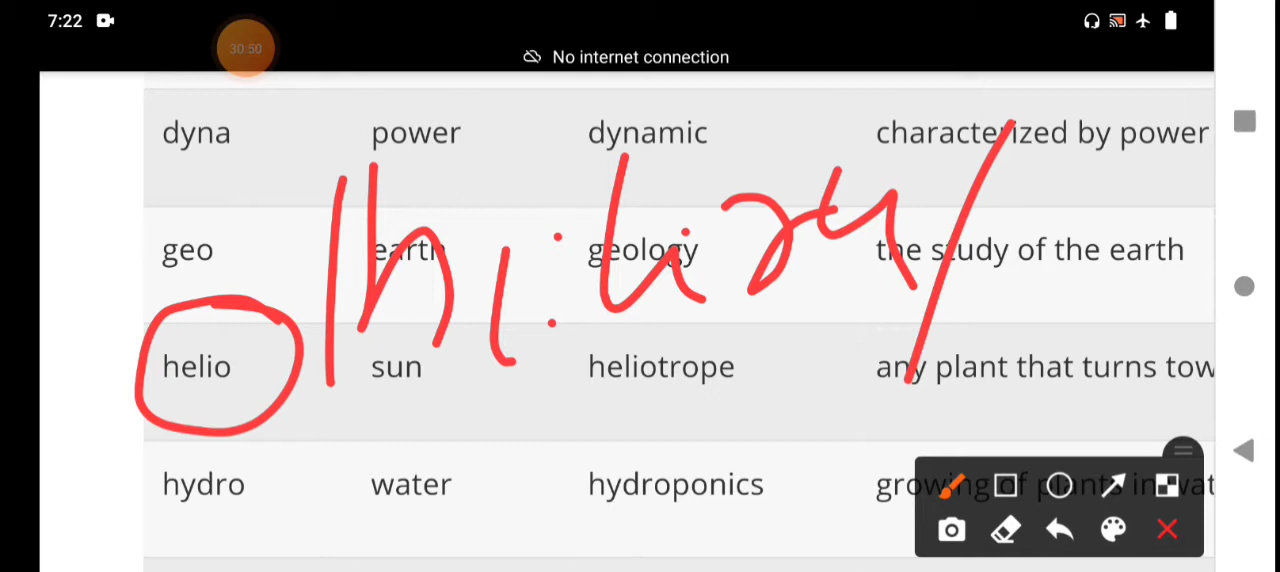 7:22
30.50
No internet connection
dyna power dynamic characterized by power
geo earth geology the study of the earth
helio sun heliotrope any plant that turns tow
hydro water hydroponics growing of plants in wat